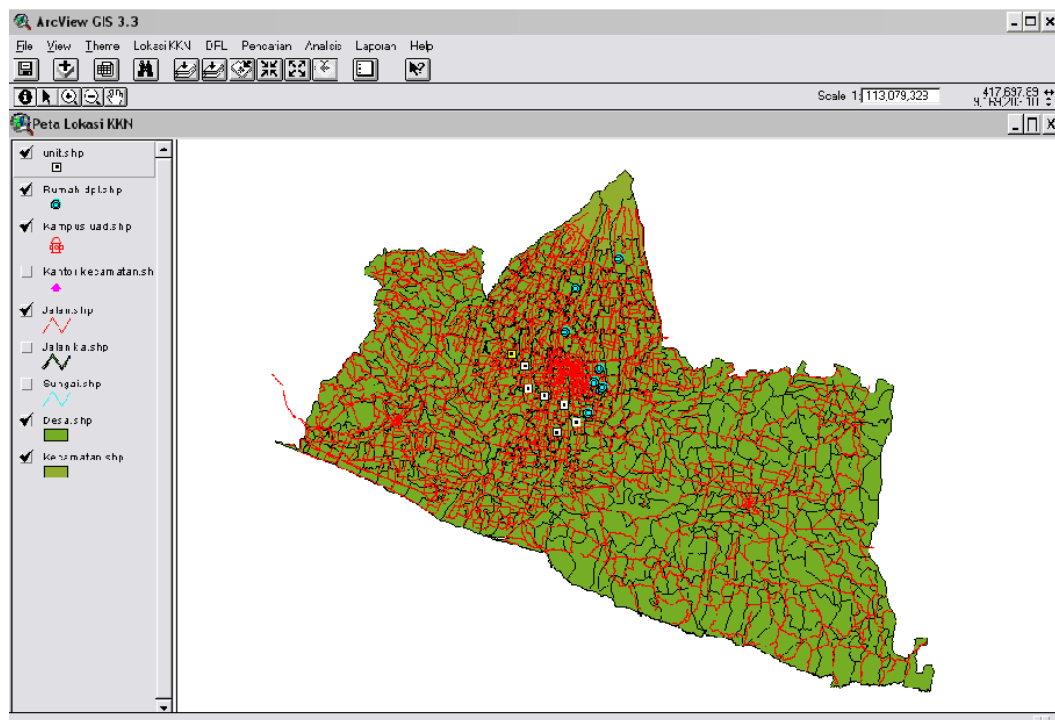 ArcView GIS 3.3
File View Theme Lokasi KKN DPL Pencarian Analisis Laporan Help
Scale 1: 113,079,323
417,697.89
Peta Lokasi KKN
unit.shp
Rumah dpl.shp
Kampus uad.shp
Kantor kecamatan.sh
Jalan.shp
Jalan ka.shp
Sungai.shp
Desa.shp
Kecamatan.shp